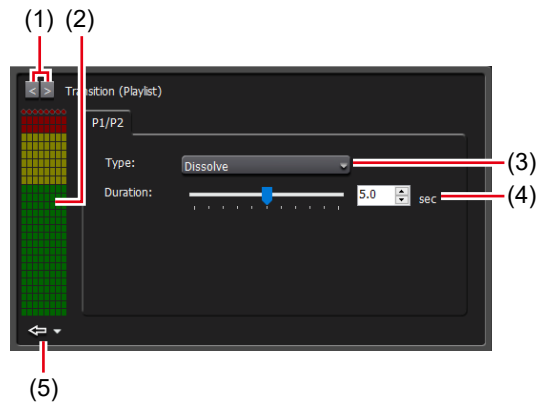 (1) (2)
< > Transition (Playlist)
P1/P2
Type: Dissolve (3)
Duration: 5.0 sec (4)
(5)